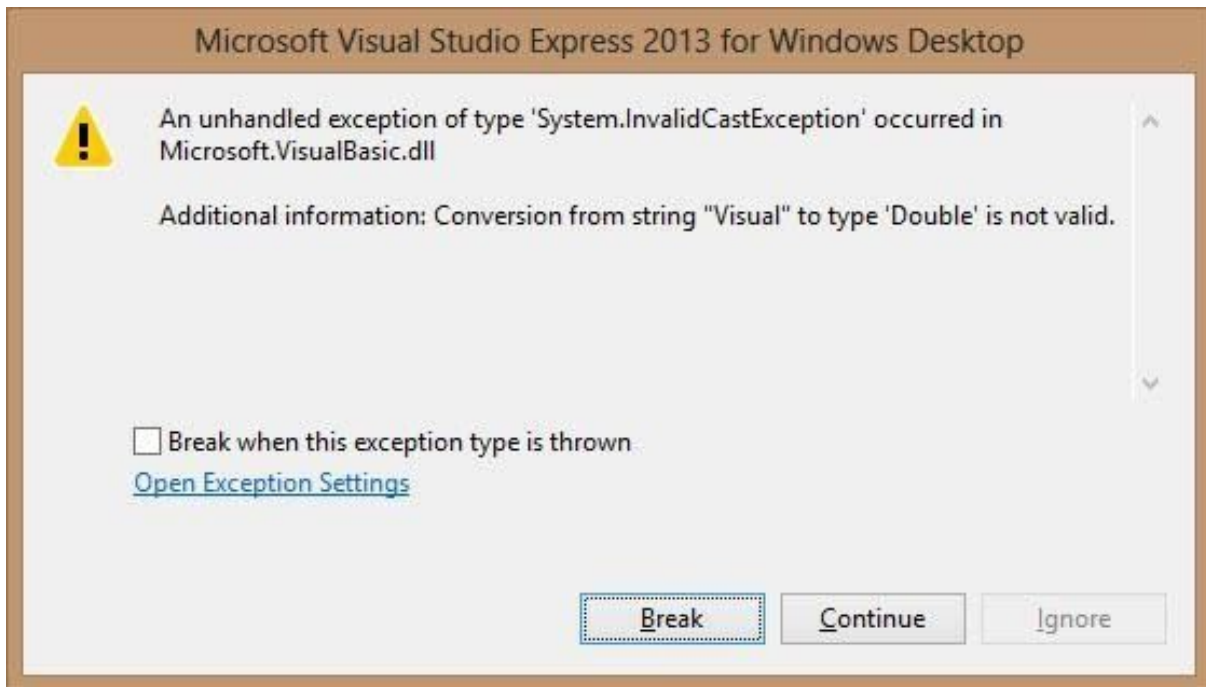 Microsoft Visual Studio Express 2013 for Windows Desktop
An unhandled exception of type 'System.InvalidCastException' occurred in
Microsoft.VisualBasic.dll
Additional information: Conversion from string "Visual" to type 'Double' is not valid.
Break when this exception type is thrown
Open Exception Settings
Break Continue Ignore